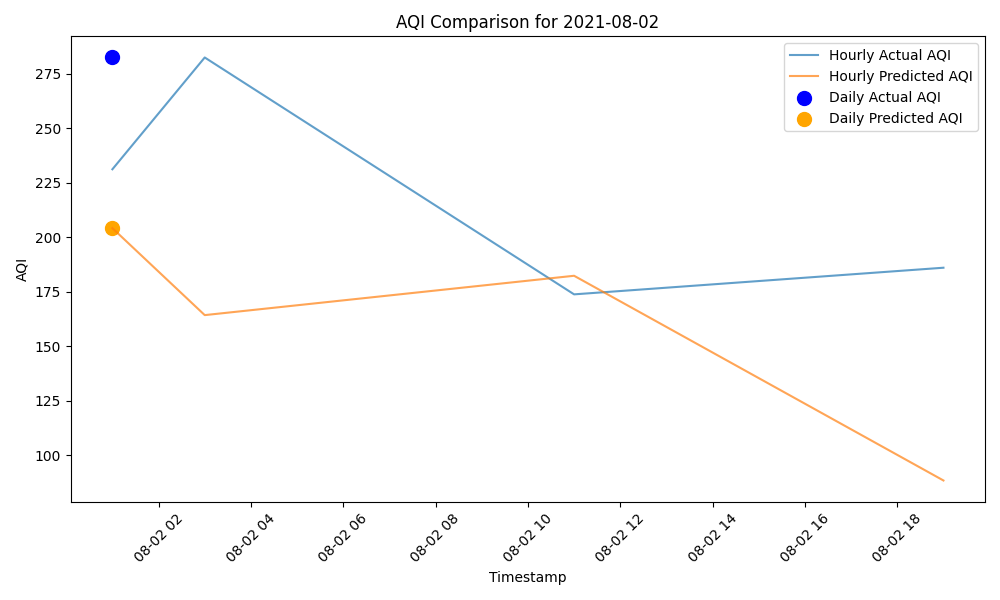 AQI Comparison for 2021-08-02
Hourly Actual AQI
Hourly Predicted AQI
Daily Actual AQI
Daily Predicted AQI
AQI
275
250
225
200
175
150
125
100
08-02 02
08-02 04
08-02 06
08-02 08
08-02 10
08-02 12
08-02 14
08-02 16
08-02 18
Timestamp